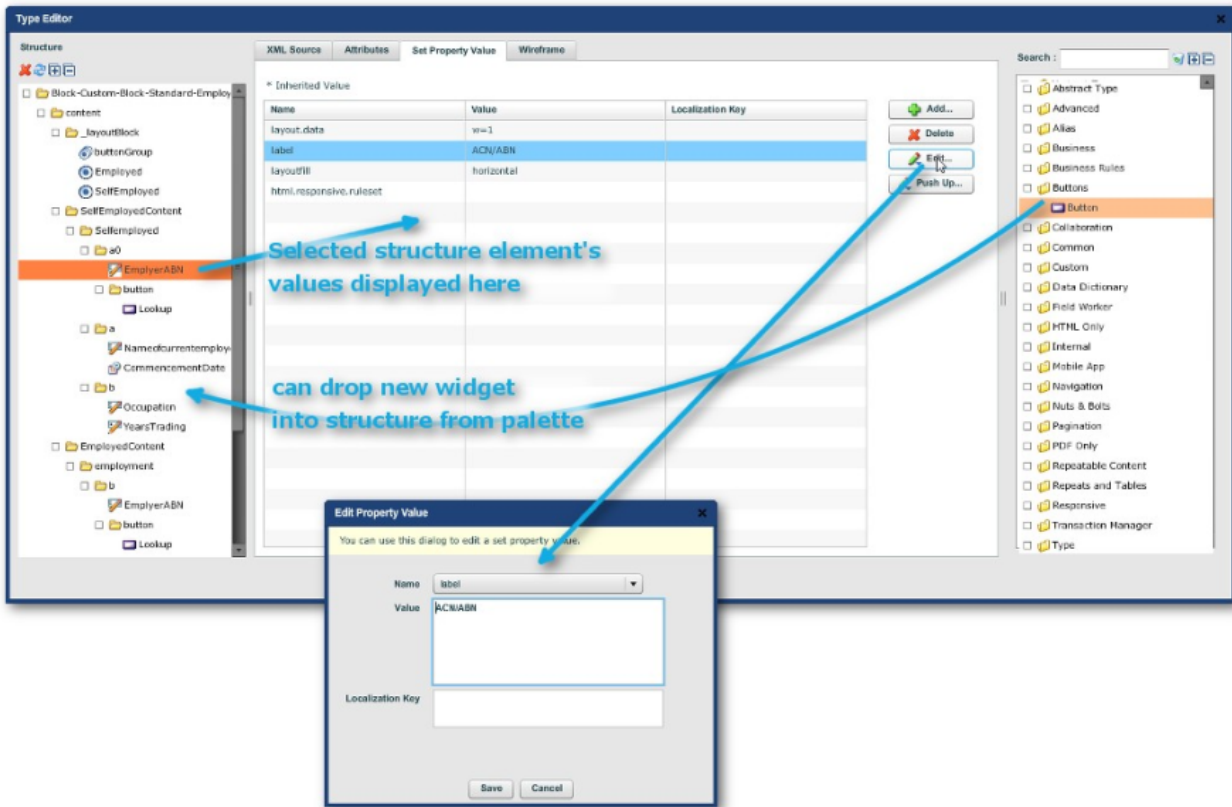 Type Editor
Structure
Block-Custom-Block-Standard-Employ
content
_layoutBlock
buttonGroup
Employed
SelfEmployed
SelfEmployedContent
Selfemployed
a0
EmplyerABN
button
Lookup
a
Nameofcurrentemploy
CommencementDate
b
Occupation
YearsTrading
EmployedContent
employment
b
EmplyerABN
button
Lookup
XML Source Attributes Set Property Value Wireframe
* Inherited Value
Name Value Localization Key
layout.data w=1
label ACN/ABN
layoutfill horizontal
html.responsive.ruleset
Selected structure element's
values displayed here
can drop new widget
into structure from palette
Add...
Delete
Edit...
Push Up...
Search :
Abstract Type
Advanced
Alias
Business
Business Rules
Buttons
Button
Collaboration
Common
Custom
Data Dictionary
Field Worker
HTML Only
Internal
Mobile App
Navigation
Nuts & Bolts
Pagination
PDF Only
Repeatable Content
Repeats and Tables
Responsive
Transaction Manager
Type
Edit Property Value
You can use this dialog to edit a set property value.
Name label
Value ACN/ABN
Localization Key
Save Cancel